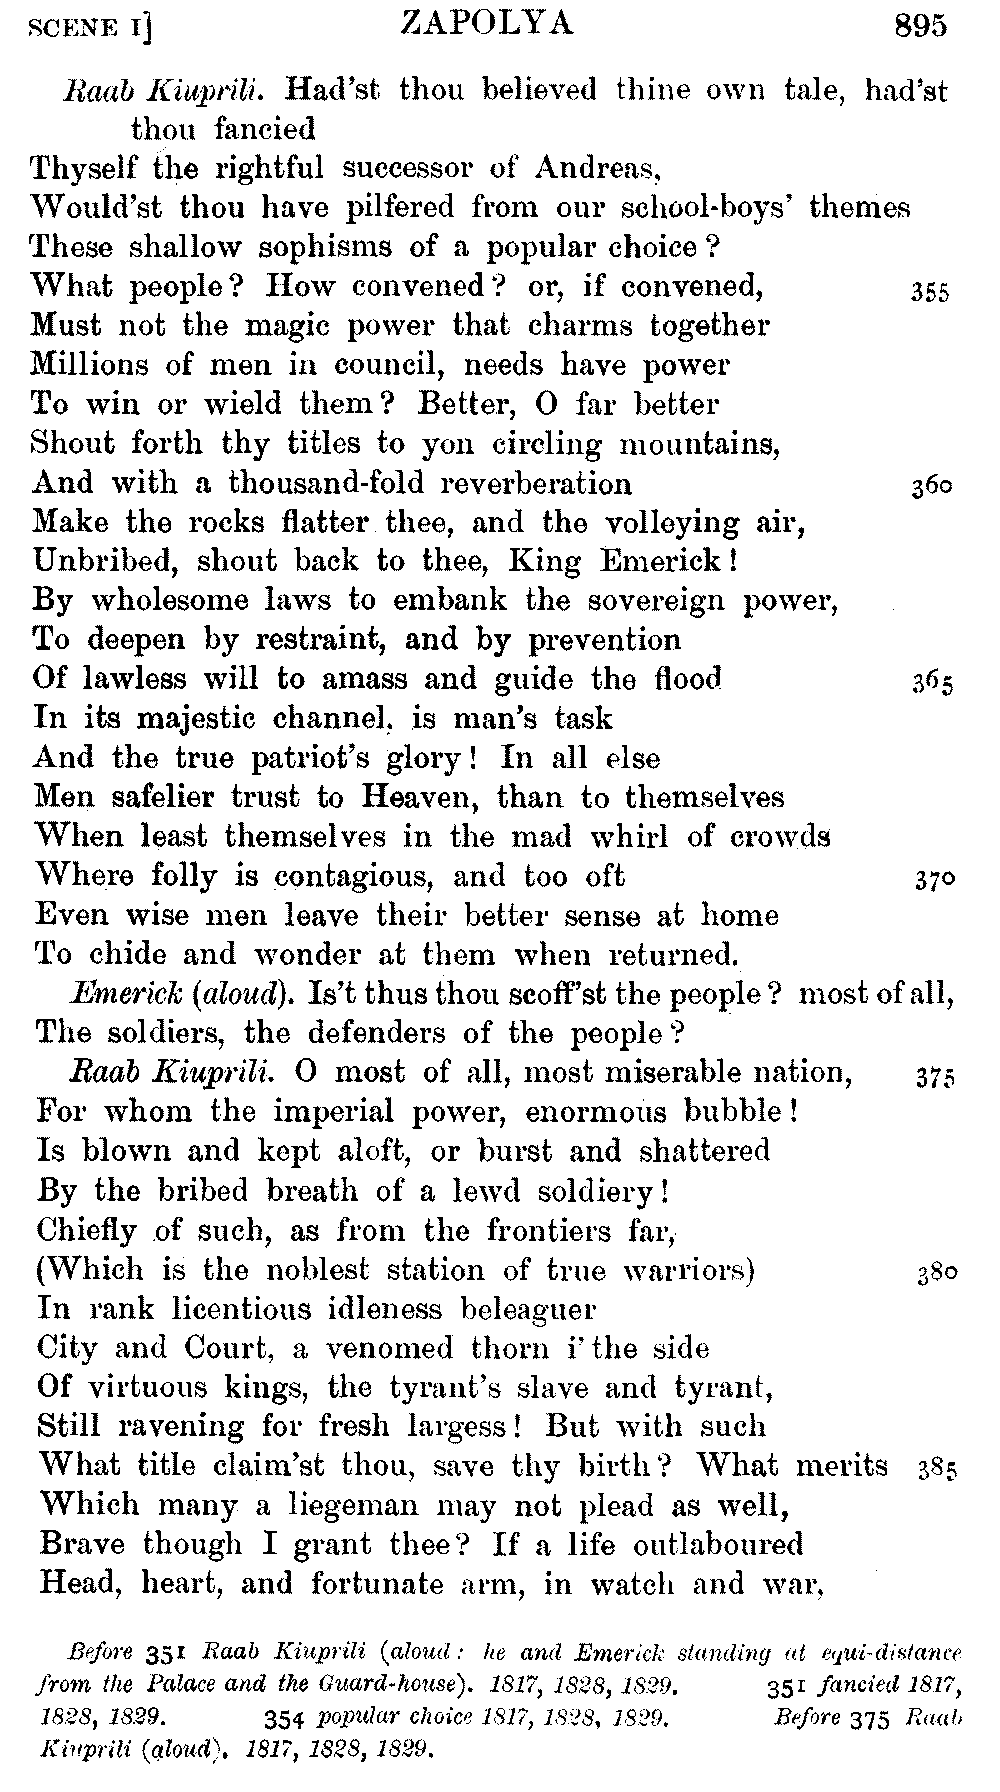 SCENE I] ZAPOLYA 895
Raab Kiuprili. Had'st thou believed thine own tale, had'st
thou fancied
Thyself the rightful successor of Andreas,
Would'st thou have pilfered from our school-boys' themes
These shallow sophisms of a popular choice?
What people? How convened? or, if convened, 355
Must not the magic power that charms together
Millions of men in council, needs have power
To win or wield them? Better, O far better
Shout forth thy titles to yon circling mountains,
And with a thousand-fold reverberation 360
Make the rocks flatter thee, and the volleying air,
Unbribed, shout back to thee, King Emerick!
By wholesome laws to embank the sovereign power,
To deepen by restraint, and by prevention
Of lawless will to amass and guide the flood 365
In its majestic channel, is man's task
And the true patriot's glory! In all else
Men safelier trust to Heaven, than to themselves
When least themselves in the mad whirl of crowds
Where folly is contagious, and too oft 370
Even wise men leave their better sense at home
To chide and wonder at them when returned.
Emerick (aloud). Is't thus thou scoff'st the people? most of all,
The soldiers, the defenders of the people?
Raab Kiuprili. O most of all, most miserable nation, 375
For whom the imperial power, enormous bubble!
Is blown and kept aloft, or burst and shattered
By the bribed breath of a lewd soldiery!
Chiefly of such, as from the frontiers far,
(Which is the noblest station of true warriors) 380
In rank licentious idleness beleaguer
City and Court, a venomed thorn i' the side
Of virtuous kings, the tyrant's slave and tyrant,
Still ravening for fresh largess! But with such
What title claim'st thou, save thy birth? What merits 385
Which many a liegeman may not plead as well,
Brave though I grant thee? If a life outlaboured
Head, heart, and fortunate arm, in watch and war,
Before 351 Raab Kiuprili (aloud: he and Emerick standing at equi-distance
from the Palace and the Guard-house). 1817, 1828, 1829. 351 fancied 1817,
1828, 1829. 354 popular choice 1817, 1828, 1829. Before 375 Raab
Kiuprili (aloud). 1817, 1828, 1829.